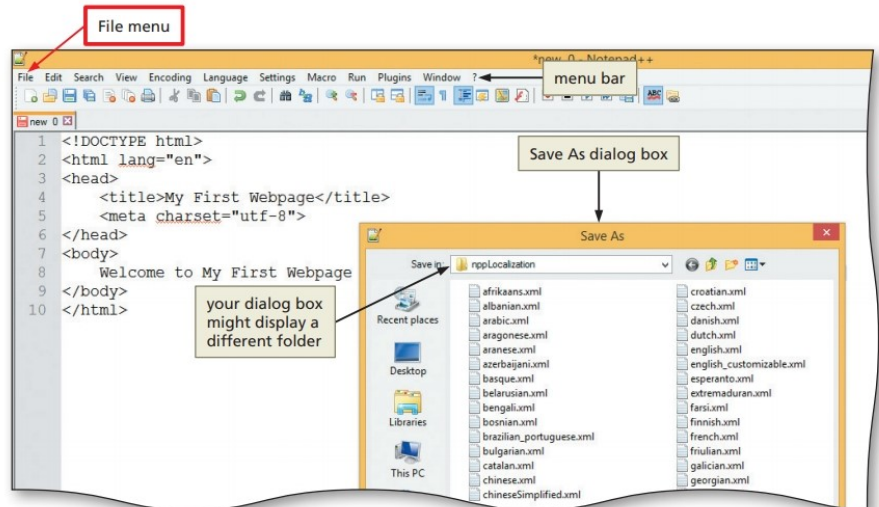 File menu
*new 0 - Notepad++
File Edit Search View Encoding Language Settings Macro Run Plugins Window ?
menu bar
new 0
1 <!DOCTYPE html>
2 <html lang="en">
3 <head>
4 <title>My First Webpage</title>
5 <meta charset="utf-8">
6 </head>
7 <body>
8 Welcome to My First Webpage
9 </body>
10 </html>
Save As dialog box
your dialog box
might display a
different folder
Save As
Save in: nppLocalization
Recent places
Desktop
Libraries
This PC
afrikaans.xml
albanian.xml
arabic.xml
aragonese.xml
aranese.xml
azerbaijani.xml
basque.xml
belarusian.xml
bengali.xml
bosnian.xml
brazilian_portuguese.xml
bulgarian.xml
catalan.xml
chinese.xml
chineseSimplified.xml
croatian.xml
czech.xml
danish.xml
dutch.xml
english.xml
english_customizable.xml
esperanto.xml
extremaduran.xml
farsi.xml
finnish.xml
french.xml
friulian.xml
galician.xml
georgian.xml